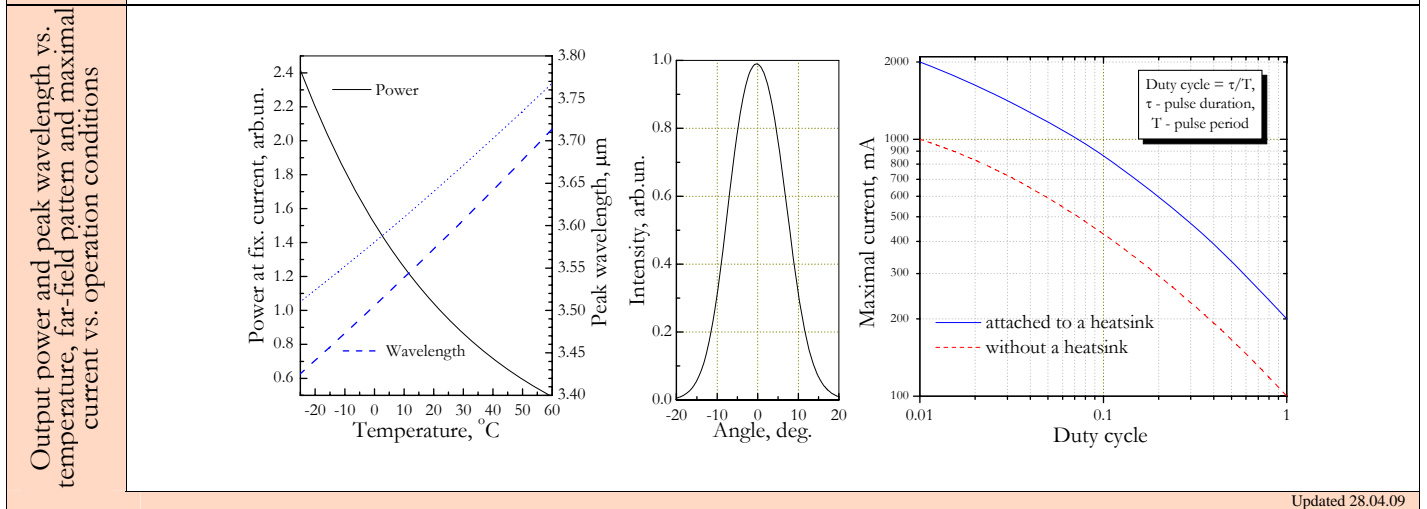 Output power and peak wavelength vs.
temperature, far-field pattern and maximal
current vs. operation conditions
Power at fix. current, arb.un.
2.4
2.2
2.0
1.8
1.6
1.4
1.2
1.0
0.8
0.6
Power
Wavelength
-20 -10 0 10 20 30 40 50 60
Temperature, °C
3.80
3.75
3.70
3.65
3.60
3.55
3.50
3.45
3.40
Peak wavelength, µm
Intensity, arb.un.
1.0
0.8
0.6
0.4
0.2
0.0
-20 -10 0 10 20
Angle, deg.
Maximal current, mA
2000
1000
900
800
700
600
500
400
300
200
100
Duty cycle = τ/T,
τ - pulse duration,
T - pulse period
attached to a heatsink
without a heatsink
0.01 0.1 1
Duty cycle
Updated 28.04.09